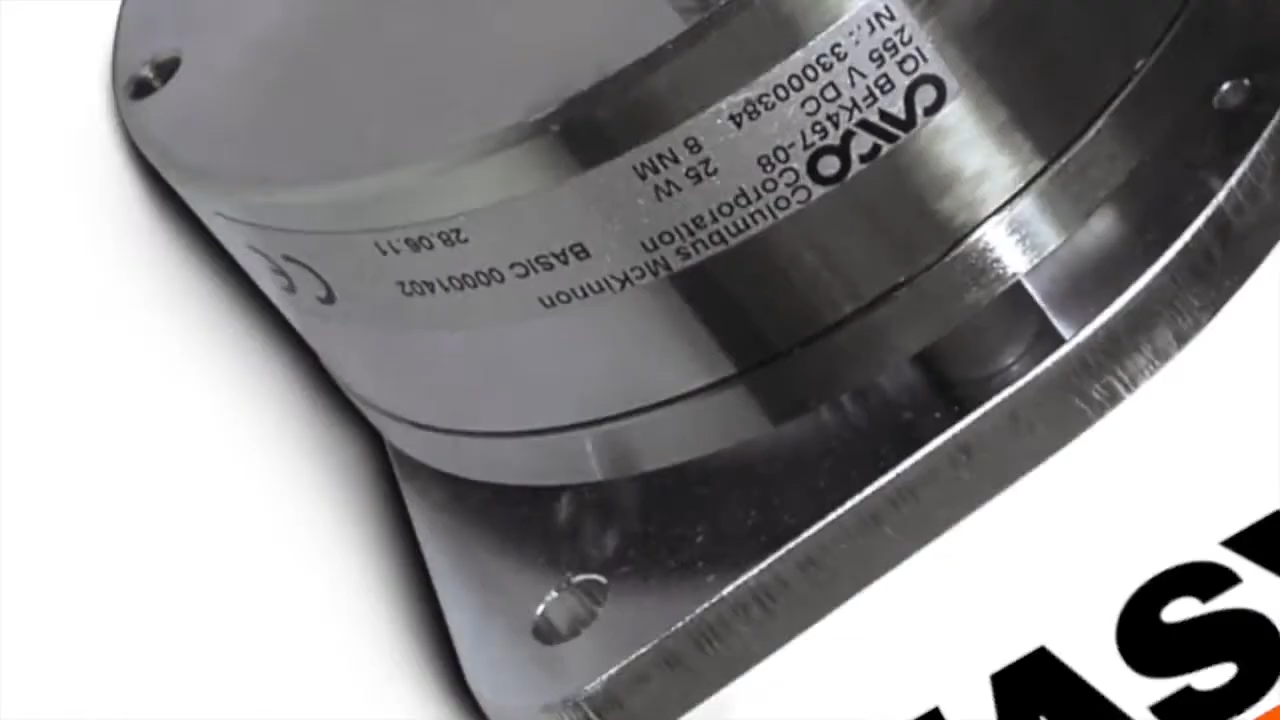 CMCO
Columbus McKinnon
Corporation
IQ BFK457-08
255 V DC 25 W 8 NM
Nr.: 33000384
BASIC 00001402
28.06.11
CE